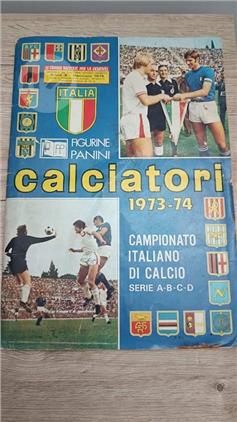 ITALIA
FIGURINE
PANINI
calciatori
1973-74
CAMPIONATO
ITALIANO
DI CALCIO
SERIE A-B-C-D